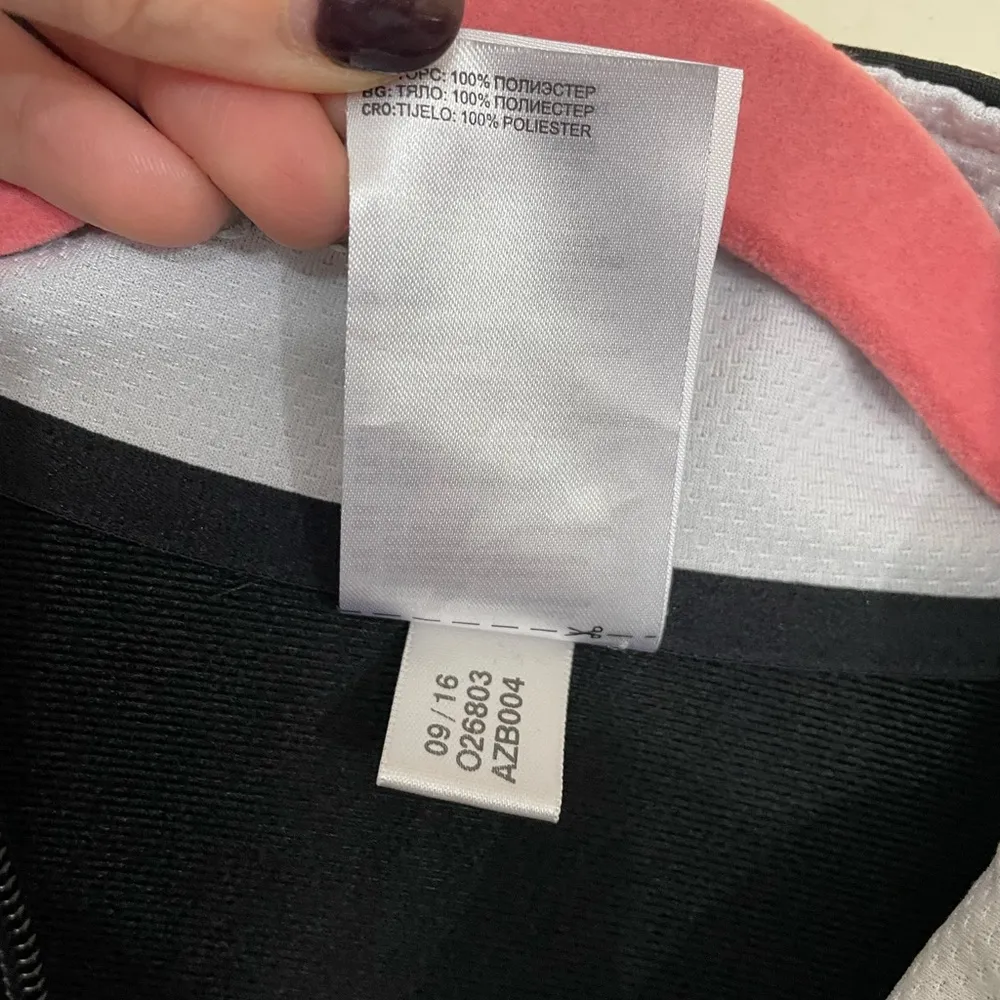 ОРС: 100% ПОЛИЭСТЕР
BG: ТЯЛО: 100% ПОЛИЕСТЕР
CRO:TIJELO: 100% POLIESTER
09/16
O26803
AZB004